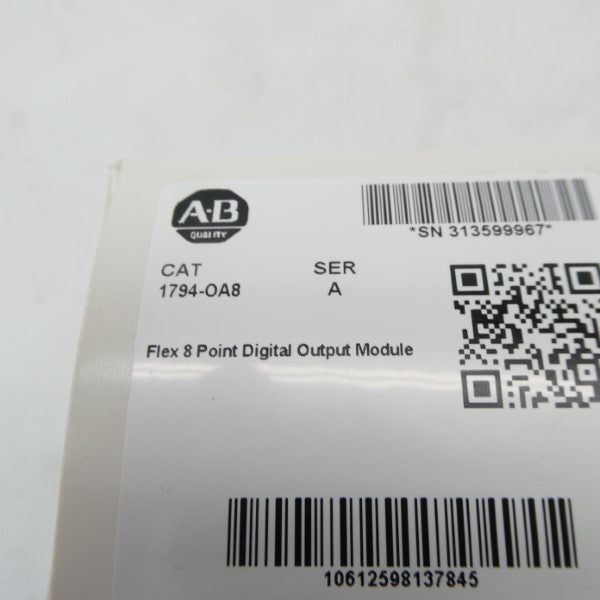 A·B
QUALITY
*SN 313599967*
CAT SER
1794-OA8 A
Flex 8 Point Digital Output Module
10612598137845